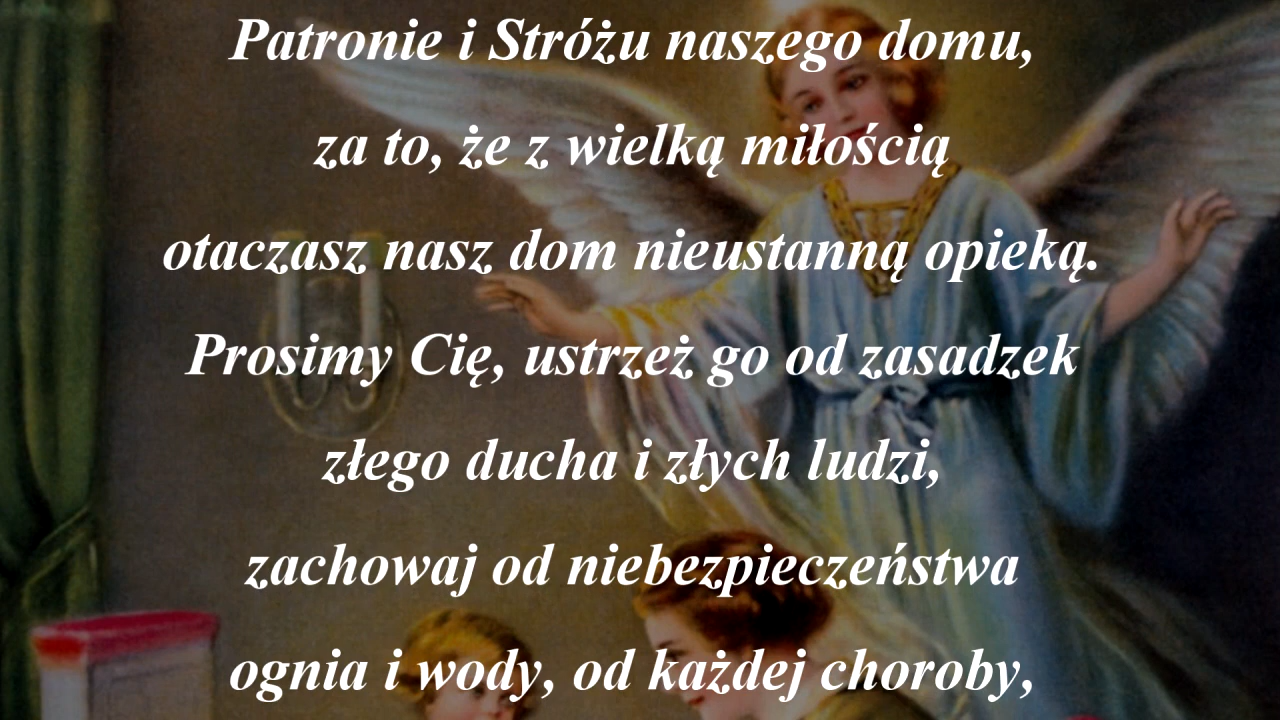 Patronie i Stróżu naszego domu,
za to, że z wielką miłością
otaczasz nasz dom nieustanną opieką.
Prosimy Cię, ustrzeż go od zasadzek
złego ducha i złych ludzi,
zachowaj od niebezpieczeństwa
ognia i wody, od każdej choroby,